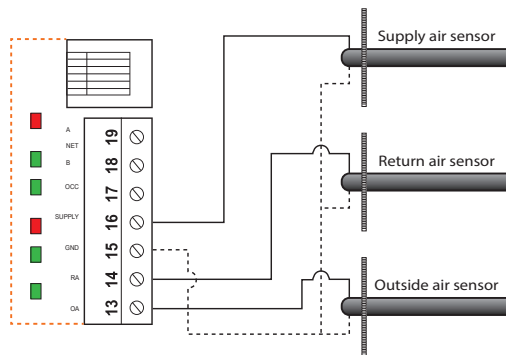 Supply air sensor
A
NET
B
OCC
SUPPLY
GND
RA
OA
19
18
17
16
15
14
13
Return air sensor
Outside air sensor